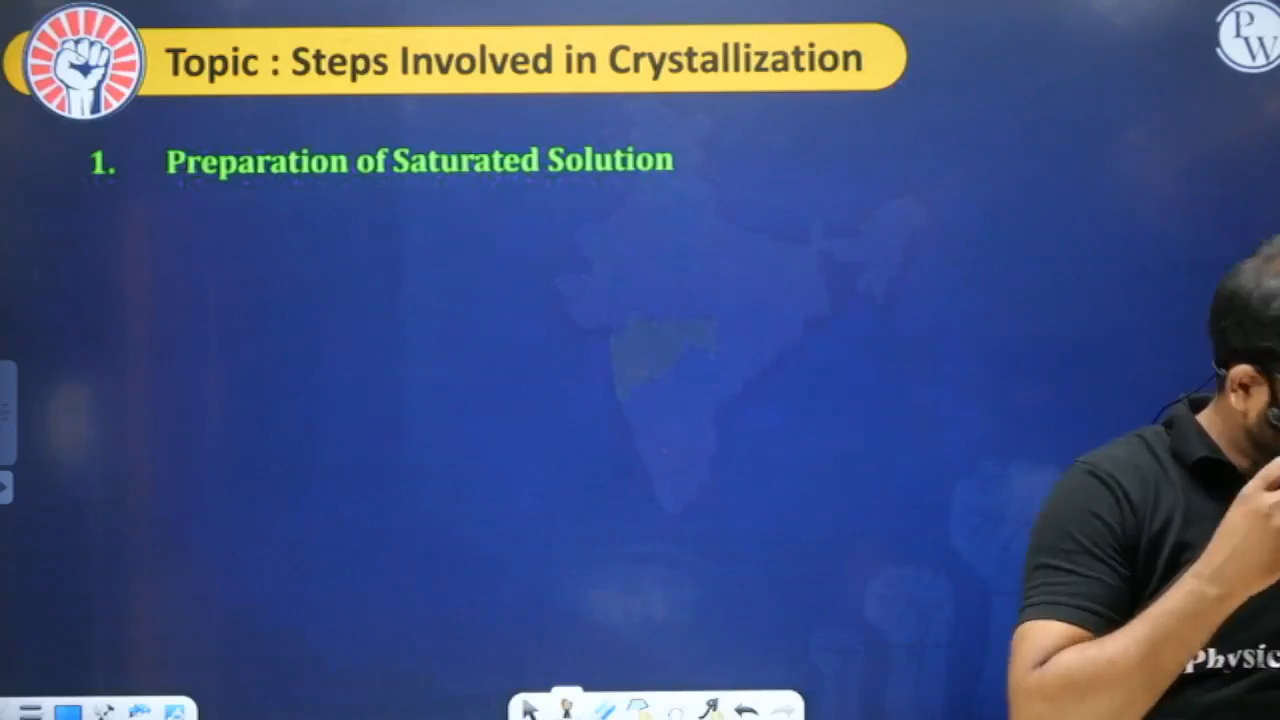 Topic : Steps Involved in Crystallization
PW
1. Preparation of Saturated Solution
Physic